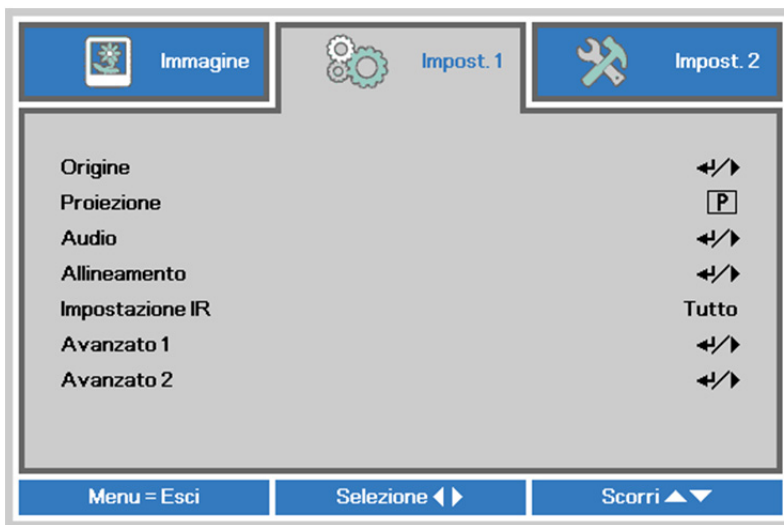 Immagine
Impost. 1
Impost. 2
Origine
Proiezione P
Audio
Allineamento
Impostazione IR Tutto
Avanzato 1
Avanzato 2
Menu = Esci
Selezione
Scorri